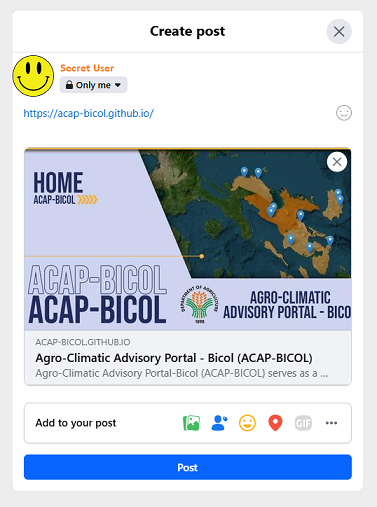 Create post
Secret User
Only me
https://acap-bicol.github.io/
HOME
ACAP-BICOL
ACAP-BICOL
ACAP-BICOL
DEPARTMENT OF AGRICULTURE
1898
AGRO-CLIMATIC
ADVISORY PORTAL - BICO
ACAP-BICOL.GITHUB.IO
Agro-Climatic Advisory Portal - Bicol (ACAP-BICOL)
Agro-Climatic Advisory Portal-Bicol (ACAP-BICOL) serves as a ...
Add to your post
GIF
Post